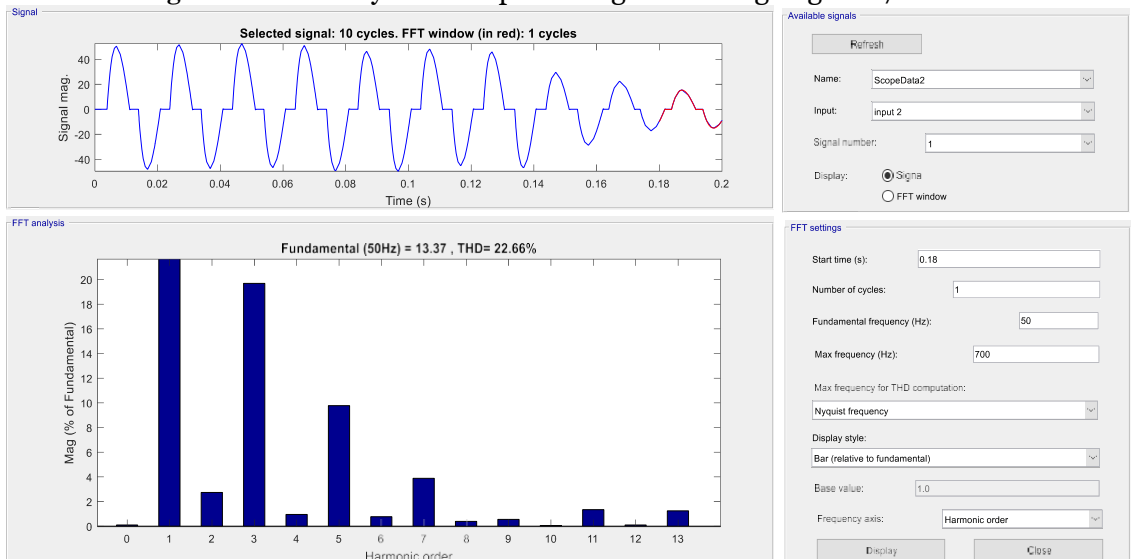 Signal
Selected signal: 10 cycles. FFT window (in red): 1 cycles
Signal mag.
40
20
0
-20
-40
0 0.02 0.04 0.06 0.08 0.1 0.12 0.14 0.16 0.18 0.2
Time (s)
Available signals
Refresh
Name: ScopeData2
Input: input 2
Signal number: 1
Display: Signa
FFT window
FFT analysis
Fundamental (50Hz) = 13.37 , THD= 22.66%
Mag (% of Fundamental)
20
18
16
14
12
10
8
6
4
2
0
0 1 2 3 4 5 6 7 8 9 10 11 12 13
Harmonic order
FFT settings
Start time (s): 0.18
Number of cycles: 1
Fundamental frequency (Hz): 50
Max frequency (Hz): 700
Max frequency for THD computation:
Nyquist frequency
Display style:
Bar (relative to fundamental)
Base value: 1.0
Frequency axis: Harmonic order
Display Close